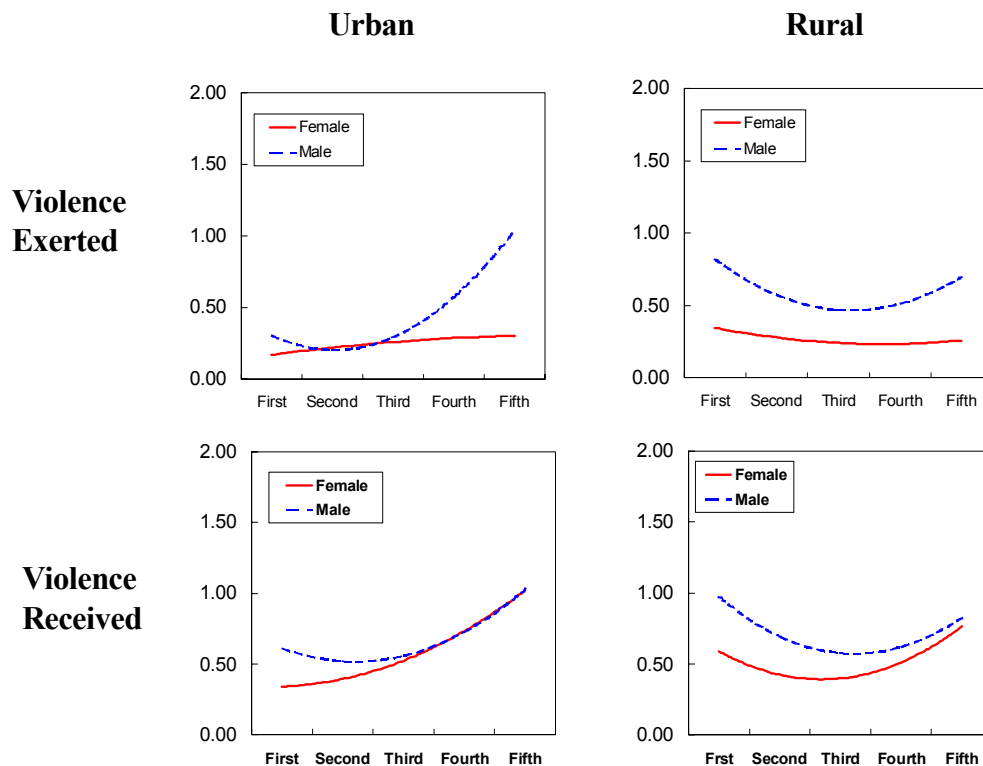 Urban
Rural
Violence
Exerted
2.00
1.50
1.00
0.50
0.00
Female
Male
First Second Third Fourth Fifth
2.00
1.50
1.00
0.50
0.00
Female
Male
First Second Third Fourth Fifth
Violence
Received
2.00
1.50
1.00
0.50
0.00
Female
Male
First Second Third Fourth Fifth
2.00
1.50
1.00
0.50
0.00
Female
Male
Frst Second Third Fourth Fifth